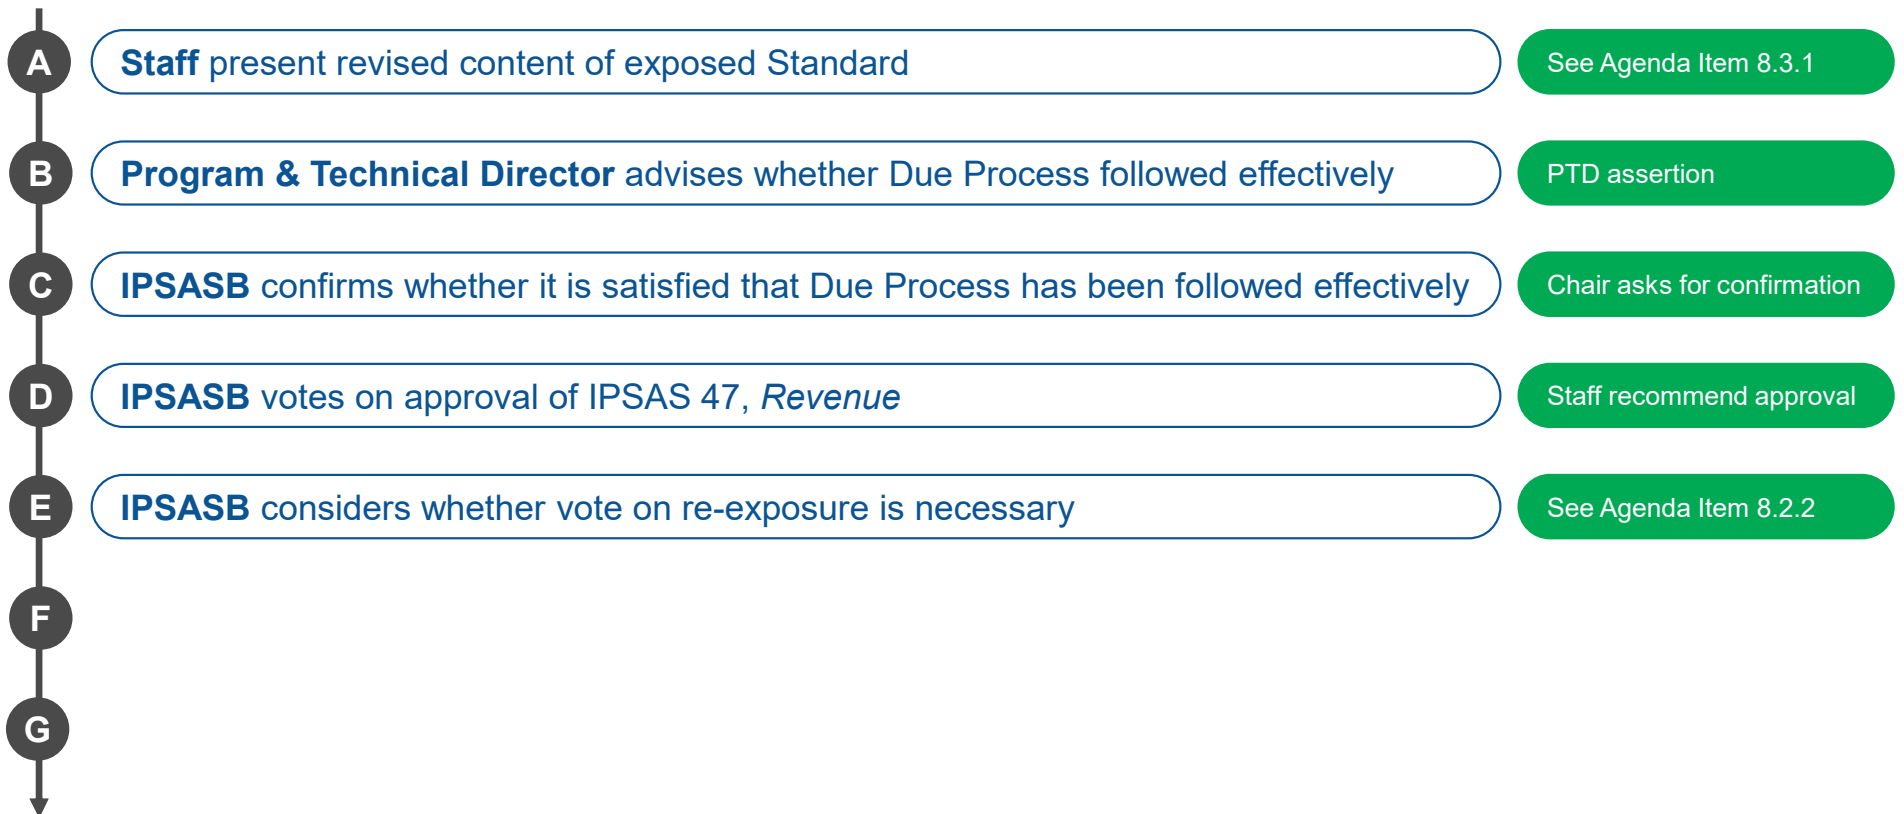 A
Staff present revised content of exposed Standard
See Agenda Item 8.3.1
B
Program & Technical Director advises whether Due Process followed effectively
PTD assertion
C
IPSASB confirms whether it is satisfied that Due Process has been followed effectively
Chair asks for confirmation
D
IPSASB votes on approval of IPSAS 47, Revenue
Staff recommend approval
E
IPSASB considers whether vote on re-exposure is necessary
See Agenda Item 8.2.2
F
G